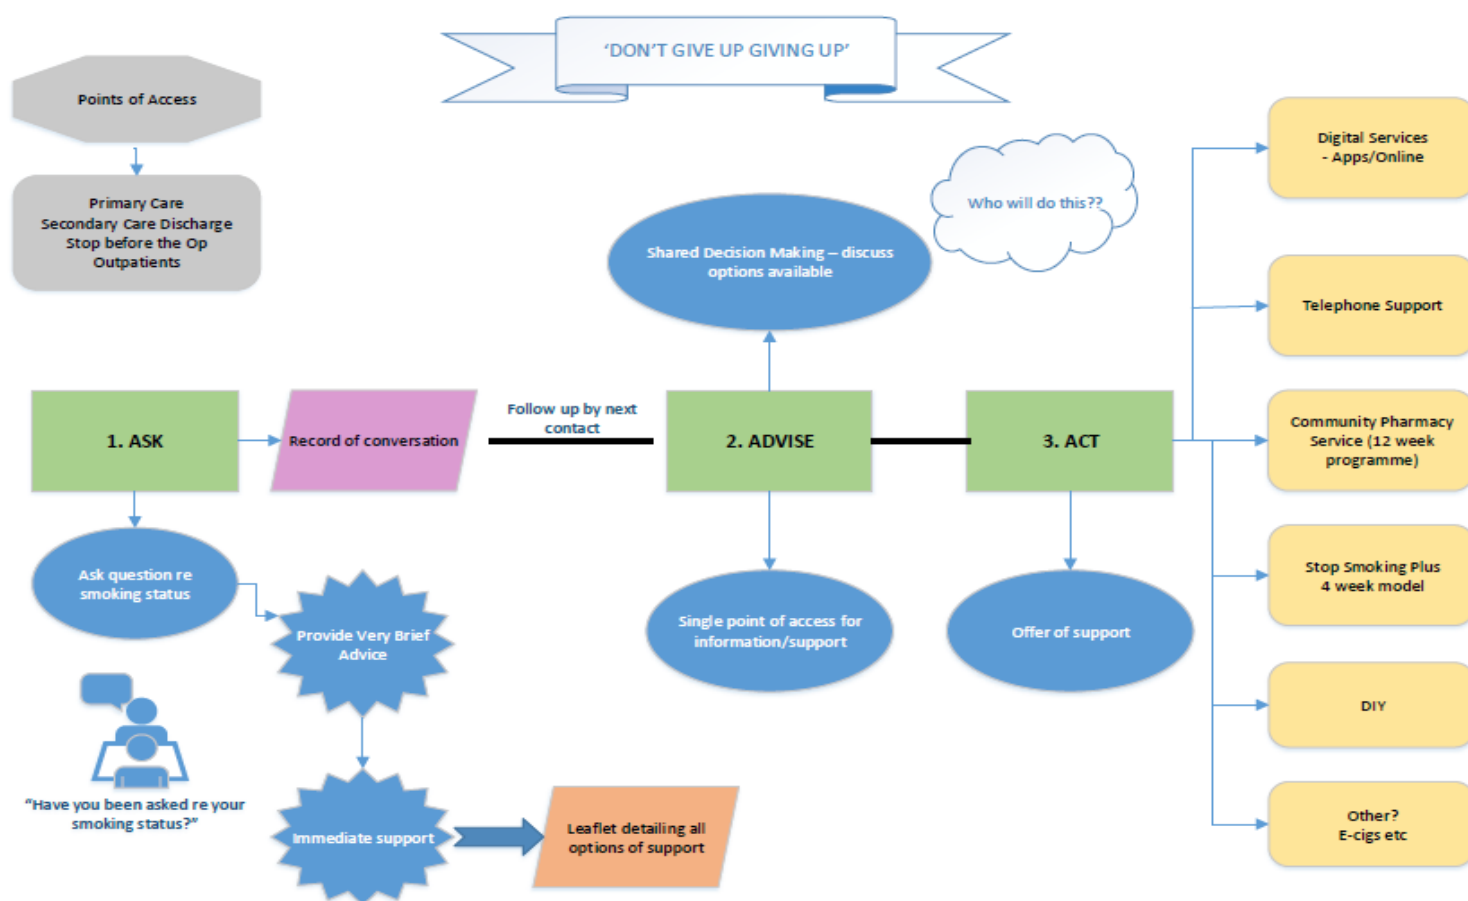 ‘DON’T GIVE UP GIVING UP’
Points of Access
Primary Care
Secondary Care Discharge
Stop before the Op
Outpatients
Who will do this??
Shared Decision Making – discuss
options available
1. ASK
Record of conversation
Follow up by next
contact
2. ADVISE
3. ACT
Ask question re
smoking status
Provide Very Brief
Advice
Single point of access for
information/support
Offer of support
“Have you been asked re your
smoking status?”
Immediate support
Leaflet detailing all
options of support
Digital Services
- Apps/Online
Telephone Support
Community Pharmacy
Service (12 week
programme)
Stop Smoking Plus
4 week model
DIY
Other?
E-cigs etc